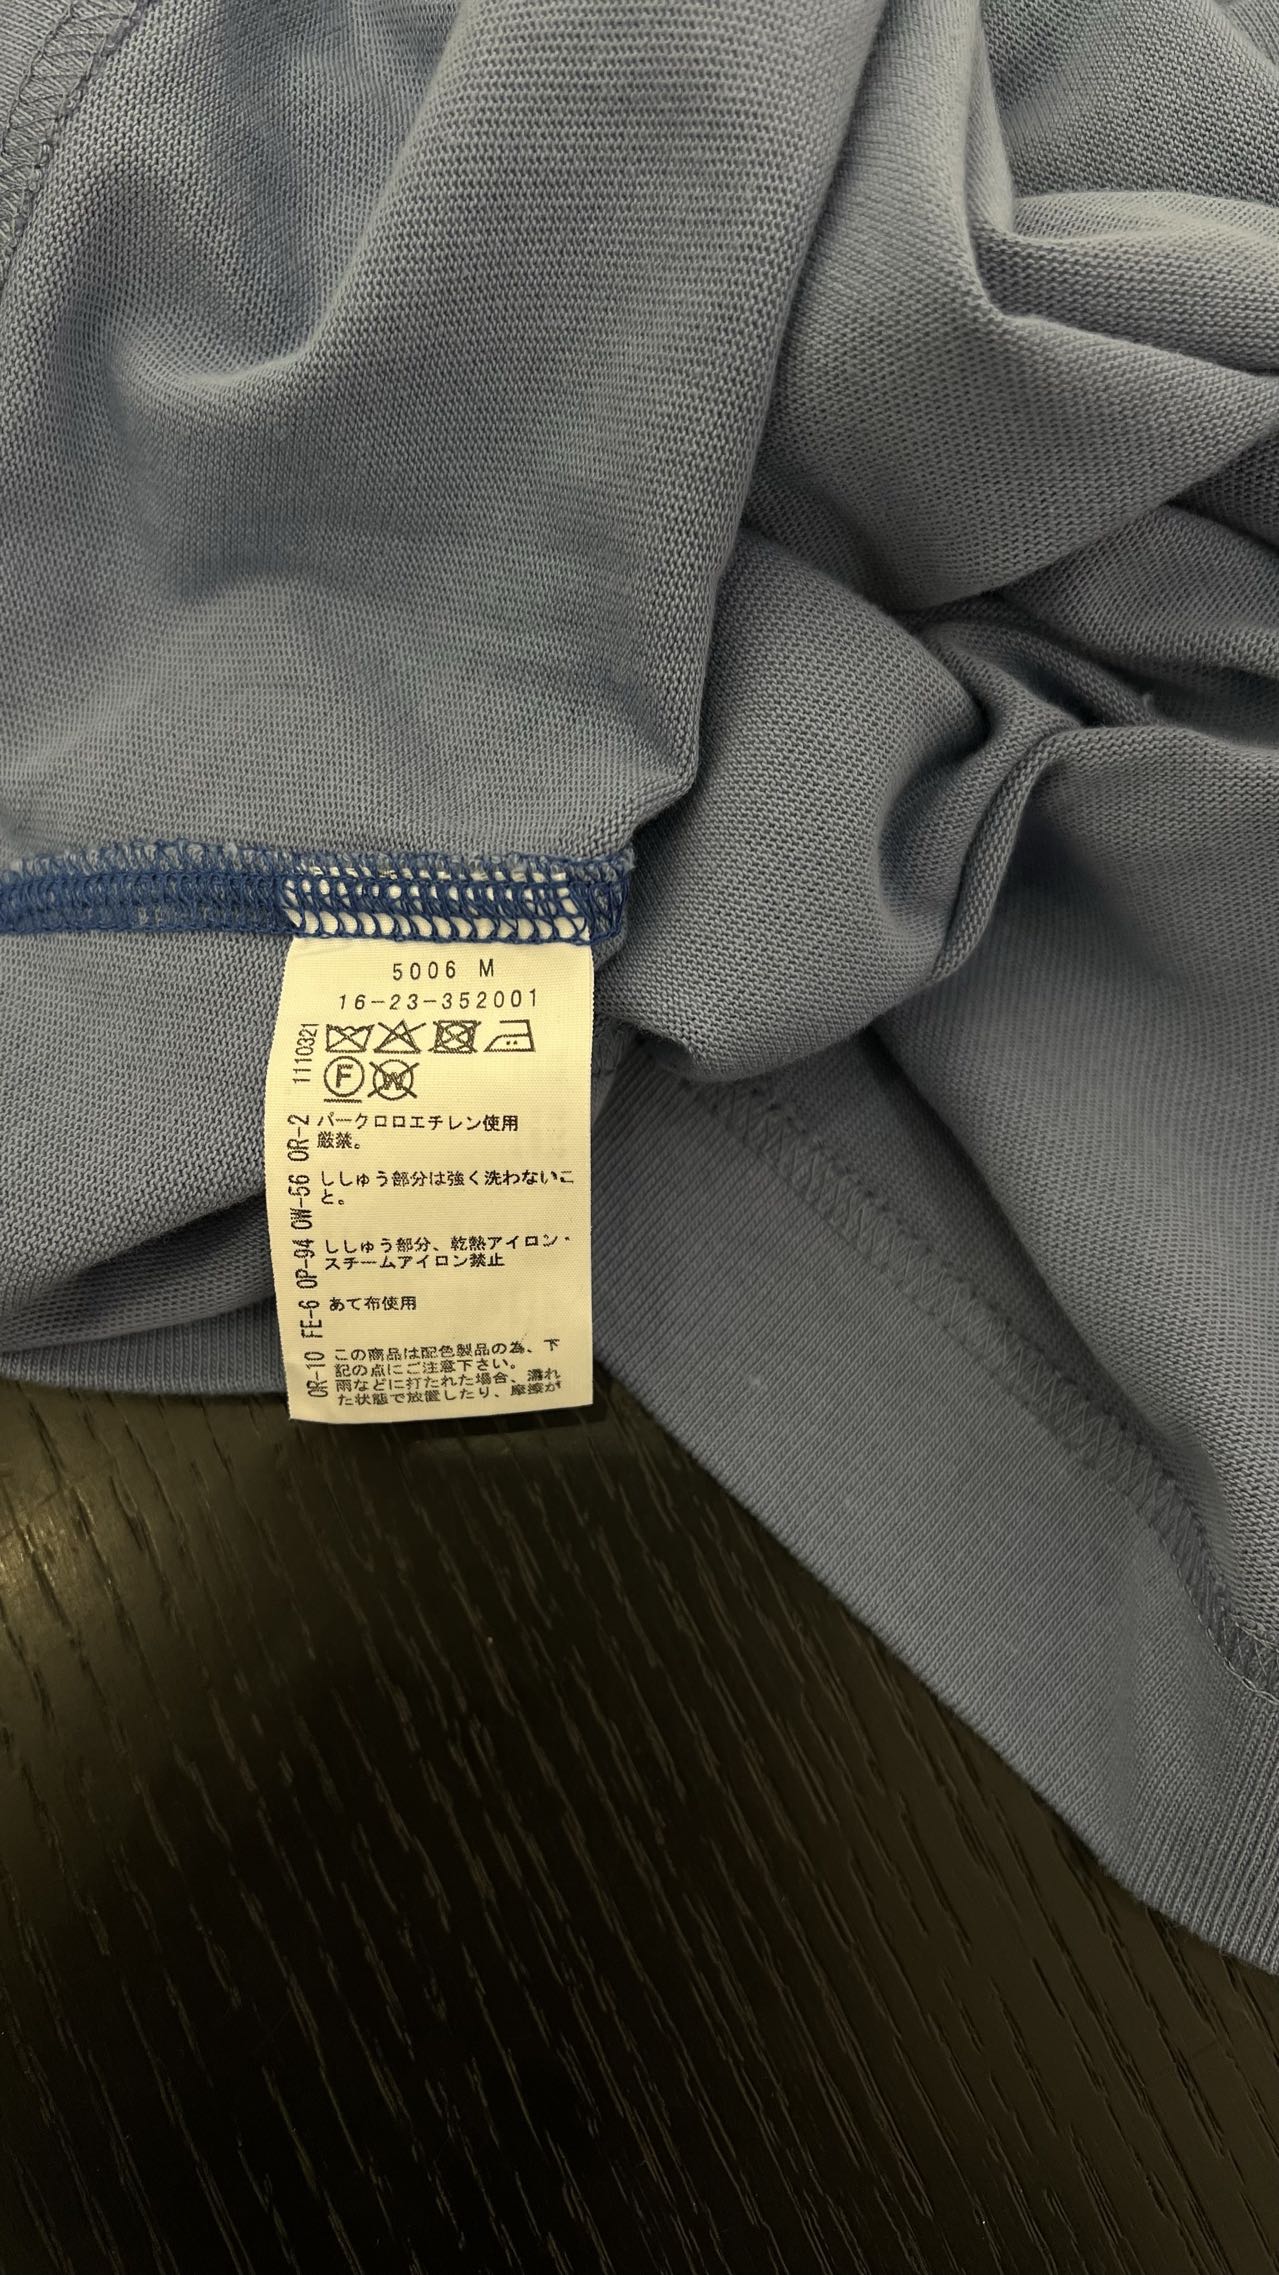 5006 M
16-23-352001
F
W
パークロロエチレン使用
厳禁。
ししゅう部分は強く洗わないこ
と。
ししゅう部分、乾熱アイロン・
スチームアイロン禁止
あて布使用
この商品は配色製品の為、下
記の点にご注意下さい。
雨などに打たれた場合、濡れ
た状態で放置したり、摩擦が
OR-10 FE-6 OP-94 OW-56 OR-2 1110321